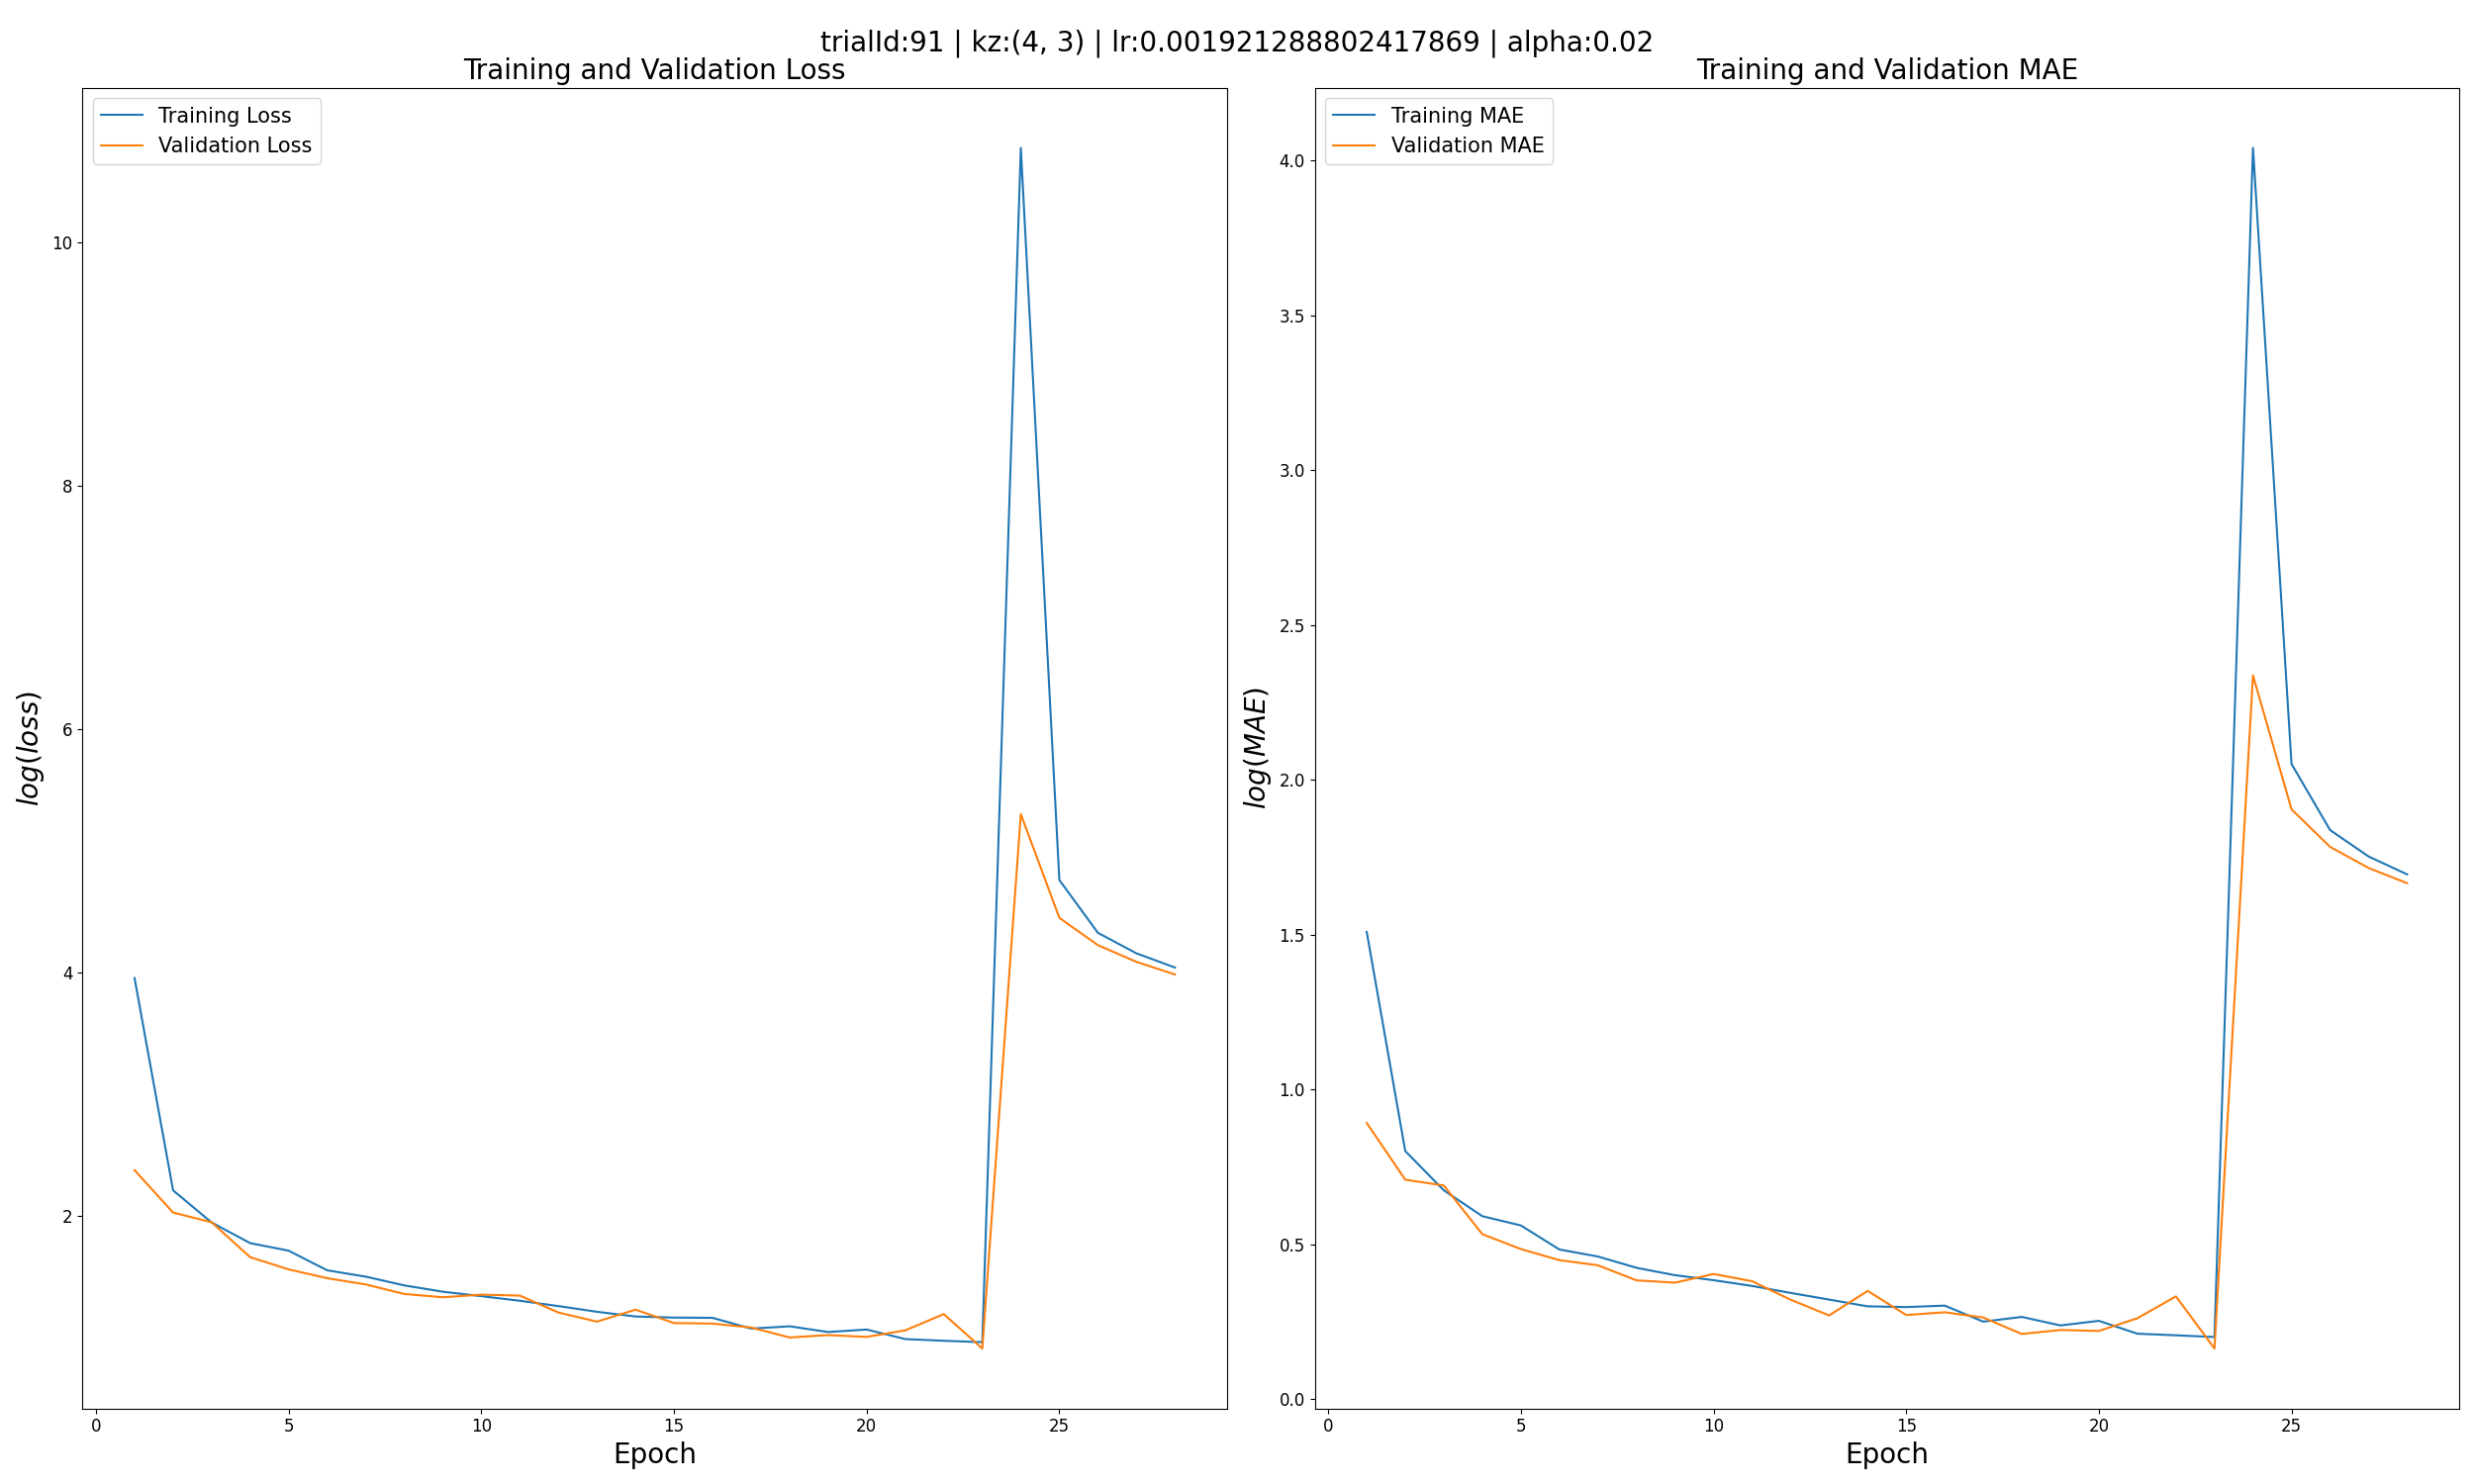 trialId:91 | kz:(4, 3) | lr:0.001921288802417869 | alpha:0.02
Training and Validation Loss
Training Loss
Validation Loss
10
8
6
4
2
log(loss)
0
5
10
15
20
25
Epoch
Training and Validation MAE
Training MAE
Validation MAE
4.0
3.5
3.0
2.5
2.0
1.5
1.0
0.5
0.0
log(MAE)
0
5
10
15
20
25
Epoch